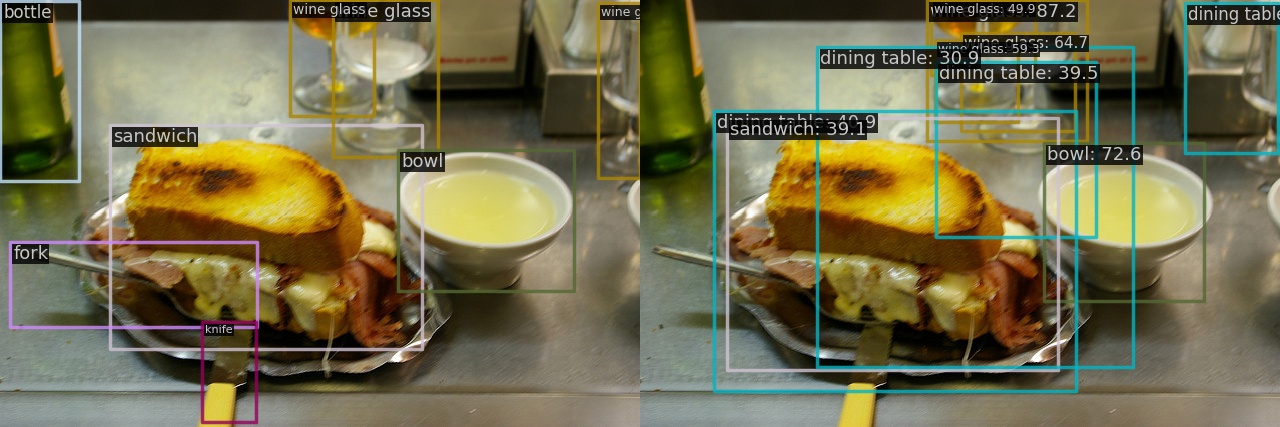 bottle
wine glass
e glass
wine g
sandwich
bowl
fork
knife
wine glass: 49.9
87.2
wine glass: 64.7
wine glass: 59.3
dining table: 30.9
dining table: 39.5
dining table
dining table: 40.9
sandwich: 39.1
bowl: 72.6